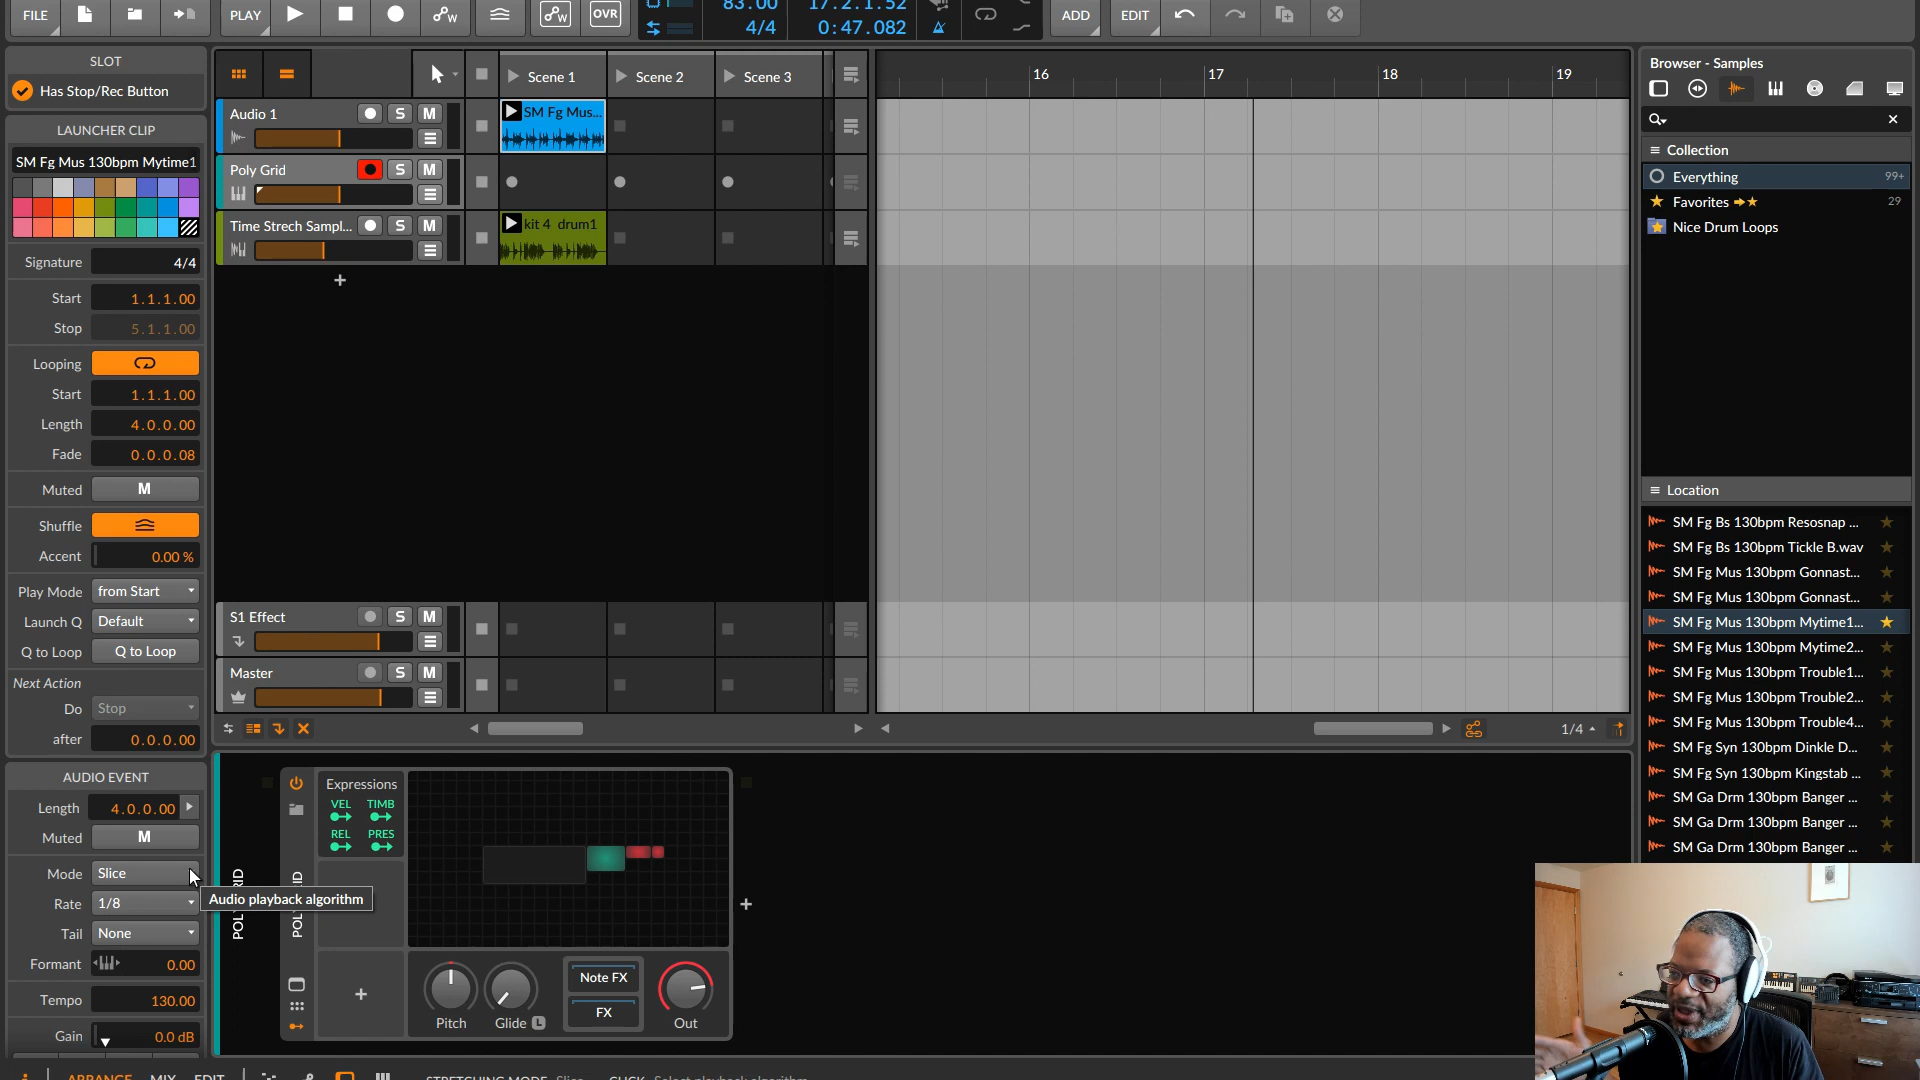 FILE
PLAY
OVR
83.00
4/4
17.2.1.52
0:47.082
ADD
EDIT
SLOT
Has Stop/Rec Button
LAUNCHER CLIP
SM Fg Mus 130bpm Mytime1
Signature 4/4
Start 1.1.1.00
Stop 5.1.1.00
Looping
Start 1.1.1.00
Length 4.0.0.00
Fade 0.0.0.08
Muted M
Shuffle
Accent 0.00 %
Play Mode from Start
Launch Q Default
Q to Loop Q to Loop
Next Action
Do Stop
after 0.0.0.00
AUDIO EVENT
Length 4.0.0.00
Muted M
Mode Slice
Rate 1/8
Tail None
Formant 0.00
Tempo 130.00
Gain 0.0 dB
Audio playback algorithm
Scene 1
Scene 2
Scene 3
Audio 1 S M
SM Fg Mus...
Poly Grid S M
Time Strech Sampl... S M
kit 4 drum1
+
S1 Effect S M
Master S M
16
17
18
19
1/4
POLY GRID
Expressions
VEL TIMB
REL PRES
+
Pitch
Glide L
Note FX
FX
Out
+
Browser - Samples
Collection
Everything 99+
Favorites 29
Nice Drum Loops
Location
SM Fg Bs 130bpm Resosnap ...
SM Fg Bs 130bpm Tickle B.wav
SM Fg Mus 130bpm Gonnast...
SM Fg Mus 130bpm Gonnast...
SM Fg Mus 130bpm Mytime1...
SM Fg Mus 130bpm Mytime2...
SM Fg Mus 130bpm Trouble1...
SM Fg Mus 130bpm Trouble2...
SM Fg Mus 130bpm Trouble4...
SM Fg Syn 130bpm Dinkle D...
SM Fg Syn 130bpm Kingstab ...
SM Ga Drm 130bpm Banger ...
SM Ga Drm 130bpm Banger ...
SM Ga Drm 130bpm Banger ...
ARRANGE MIX EDIT
STRETCHING MODE Slice CLICK Select playback algorithm